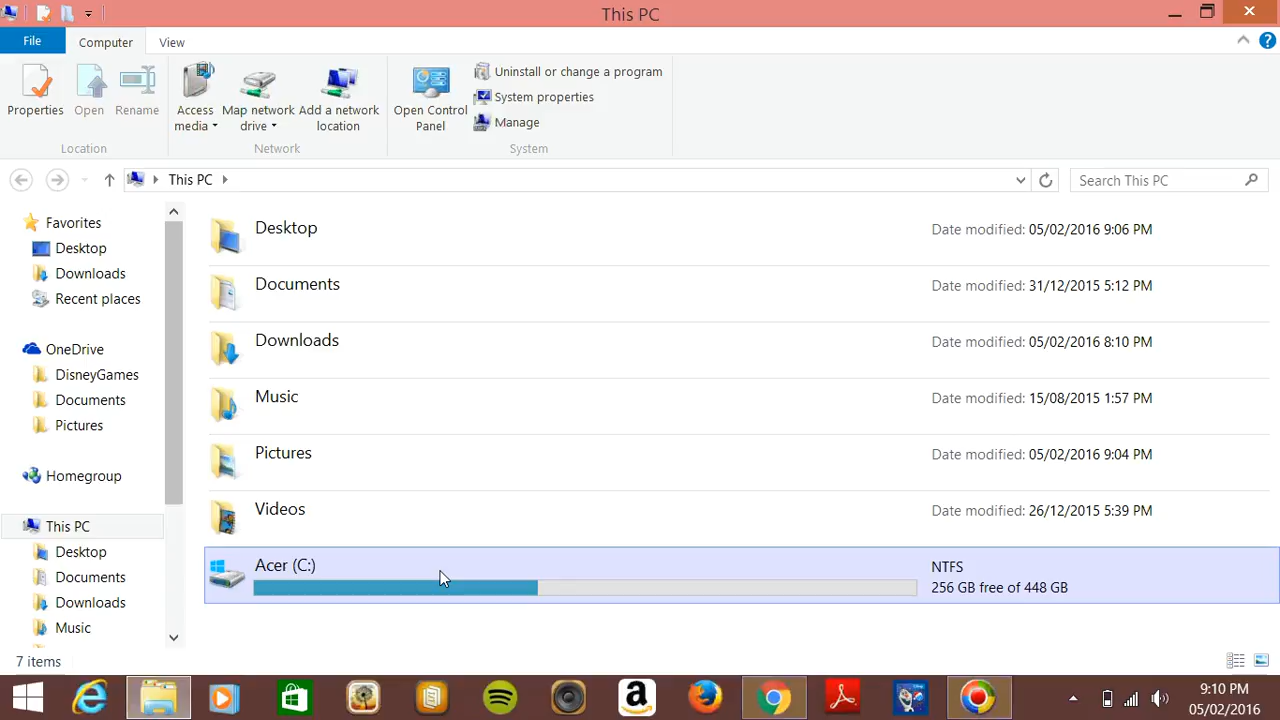 This PC
File
Computer
View
Properties
Open
Rename
Access media
Map network drive
Add a network location
Open Control Panel
Uninstall or change a program
System properties
Manage
Location
Network
System
This PC
Search This PC
Favorites
Desktop
Downloads
Recent places
OneDrive
DisneyGames
Documents
Pictures
Homegroup
This PC
Desktop
Documents
Downloads
Music
Desktop
Date modified: 05/02/2016 9:06 PM
Documents
Date modified: 31/12/2015 5:12 PM
Downloads
Date modified: 05/02/2016 8:10 PM
Music
Date modified: 15/08/2015 1:57 PM
Pictures
Date modified: 05/02/2016 9:04 PM
Videos
Date modified: 26/12/2015 5:39 PM
Acer (C:)
NTFS
256 GB free of 448 GB
7 items
9:10 PM
05/02/2016